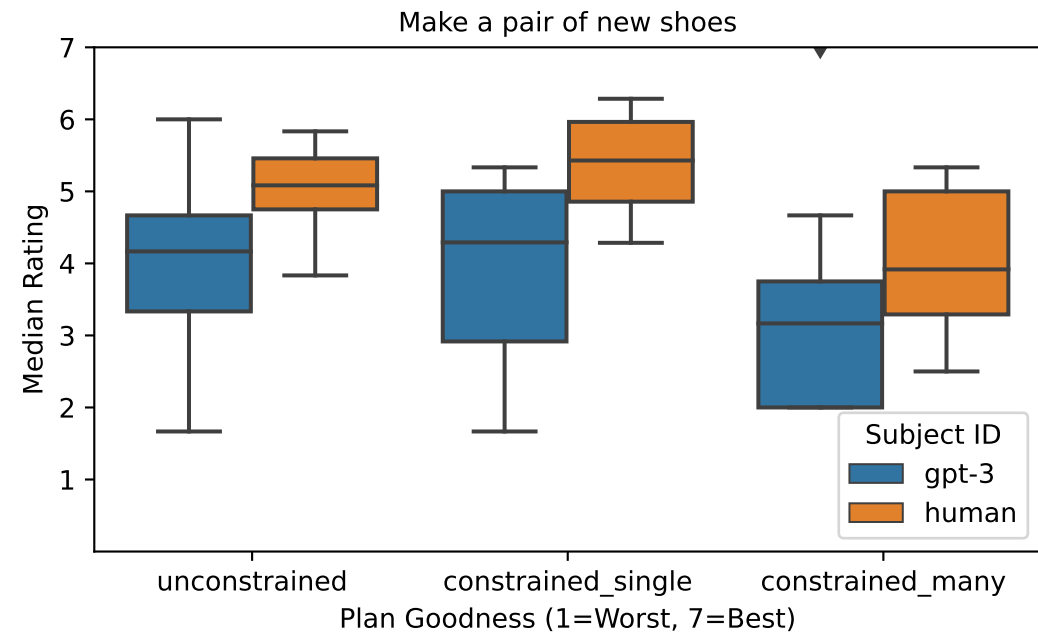 Make a pair of new shoes
Median Rating
7
6
5
4
3
2
1
unconstrained constrained_single constrained_many
Plan Goodness (1=Worst, 7=Best)
Subject ID
gpt-3
human